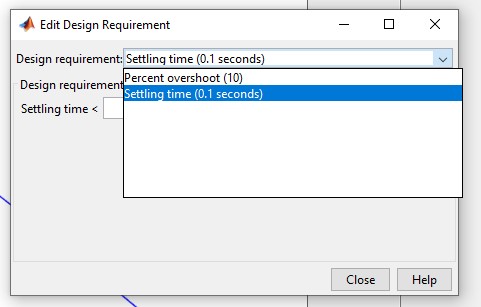 Edit Design Requirement
Design requirement: Settling time (0.1 seconds)
Percent overshoot (10)
Design requirement
Settling time (0.1 seconds)
Settling time <
Close Help